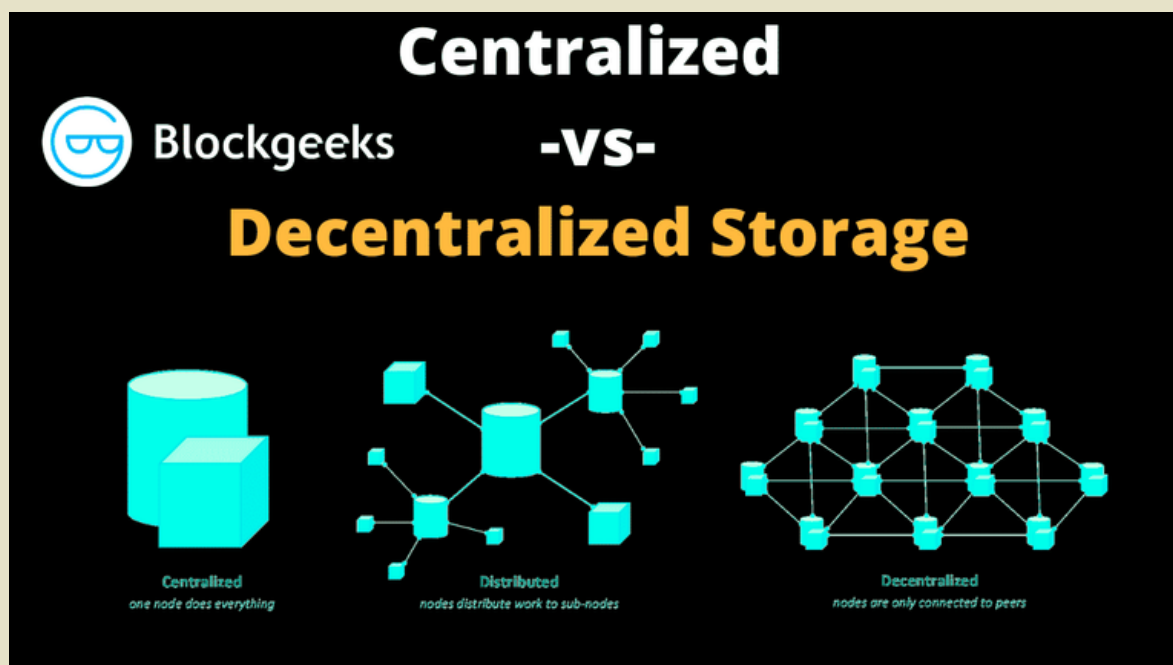 Centralized
Blockgeeks
-vs-
Decentralized Storage
Centralized
one node does everything
Distributed
nodes distribute work to sub-nodes
Decentralized
nodes are only connected to peers